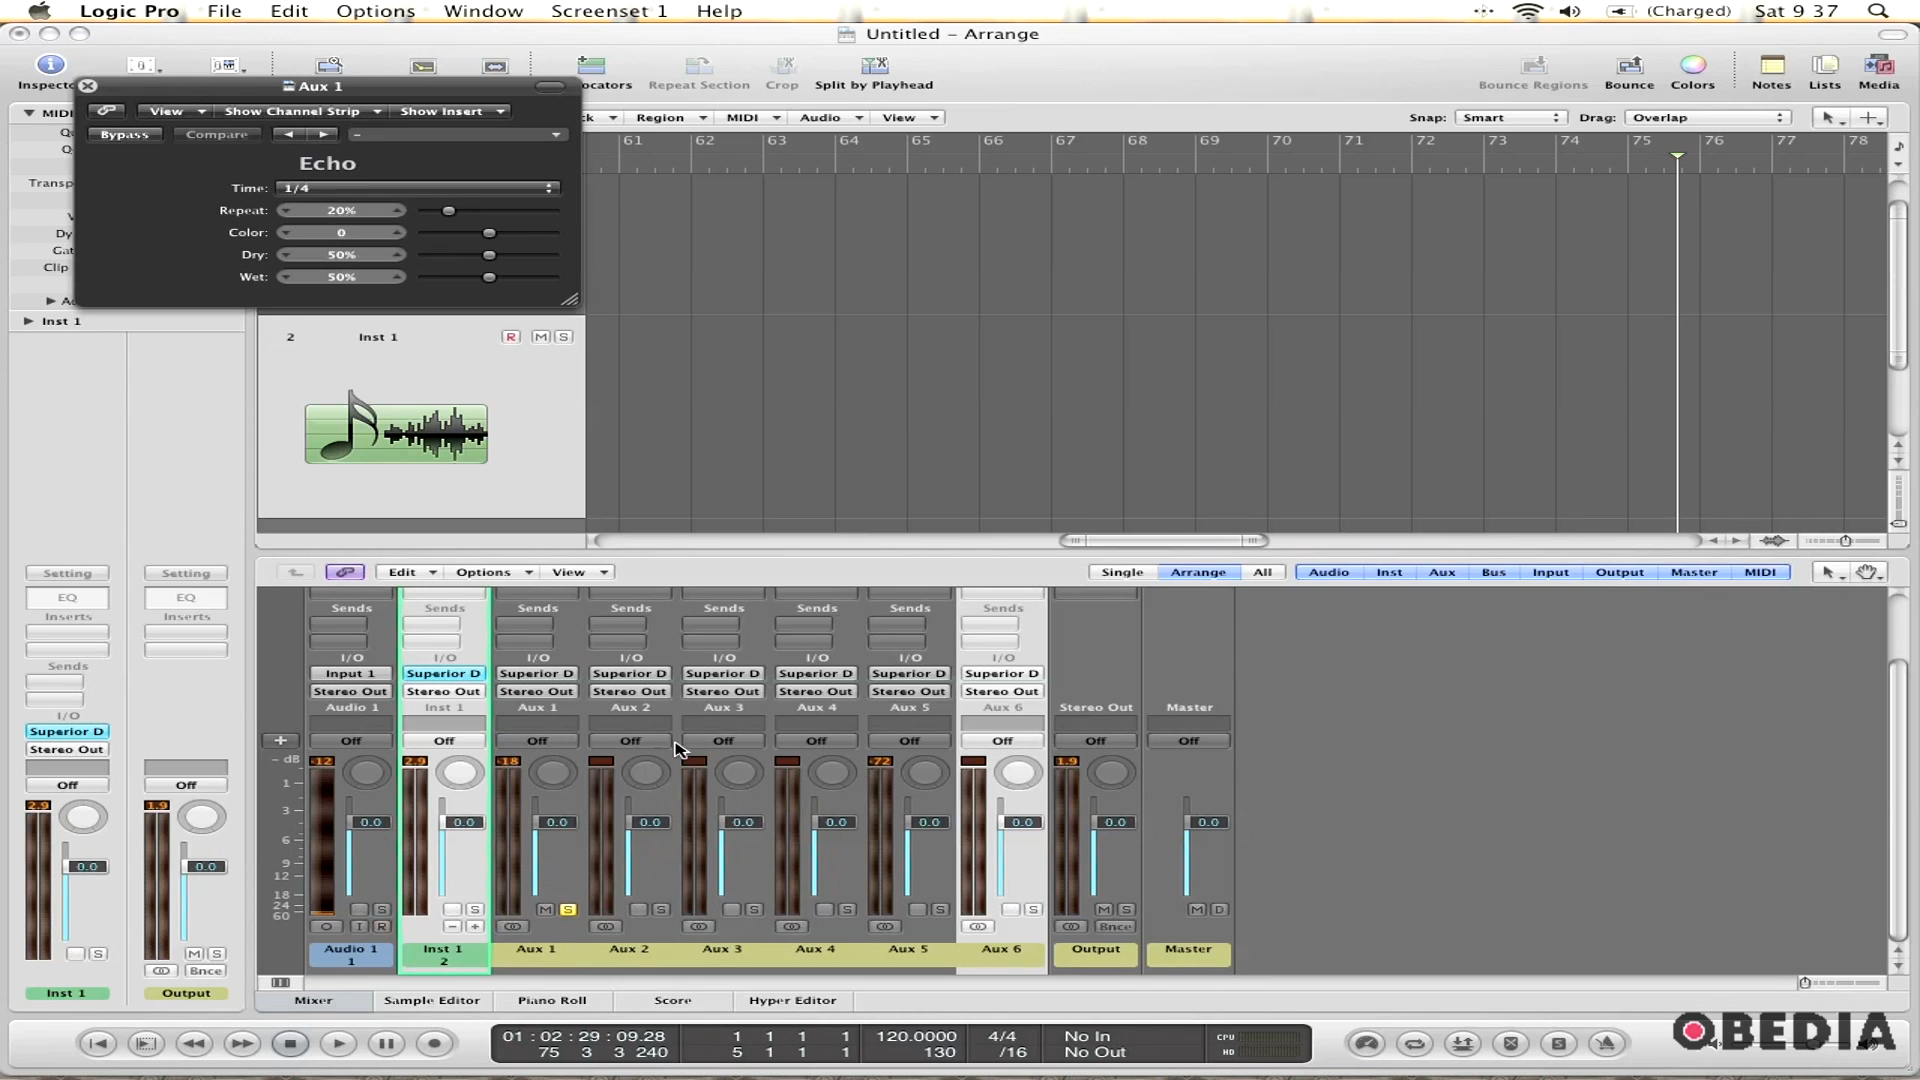 Logic Pro File Edit Options Window Screenset 1 Help (Charged) Sat 9 37
Untitled – Arrange
Inspecto
ocators Repeat Section Crop Split by Playhead Bounce Regions Bounce Colors Notes Lists Media
Aux 1
View Show Channel Strip Show Insert
Bypass Compare –
Echo
Time: 1/4
Repeat: 20%
Color: 0
Dry: 50%
Wet: 50%
MIDI
Transp
Dy
Gat
Clip
Inst 1
ck Region MIDI Audio View Snap: Smart Drag: Overlap
61 62 63 64 65 66 67 68 69 70 71 72 73 74 75 76 77 78
2 Inst 1 R M S
Edit Options View Single Arrange All Audio Inst Aux Bus Input Output Master MIDI
Setting Setting
EQ EQ
Inserts Inserts
Sends
I/O
Superior D
Stereo Out
Off Off
2.9 1.9
0.0 0.0
S M S
Bnce
Inst 1 Output
Sends Sends Sends Sends Sends Sends Sends Sends
I/O I/O I/O I/O I/O I/O I/O I/O
Input 1 Superior D Superior D Superior D Superior D Superior D Superior D Superior D
Stereo Out Stereo Out Stereo Out Stereo Out Stereo Out Stereo Out Stereo Out Stereo Out
Audio 1 Inst 1 Aux 1 Aux 2 Aux 3 Aux 4 Aux 5 Aux 6 Stereo Out Master
Off Off Off Off Off Off Off Off Off Off
– dB -12 2.9 -18 -72 1.9
1
3
0.0 0.0 0.0 0.0 0.0 0.0 0.0 0.0 0.0 0.0
6
9
12
18
24
60
S S M S S S S S S M S M D
I R – + Bnce
Audio 1 Inst 1 Aux 1 Aux 2 Aux 3 Aux 4 Aux 5 Aux 6 Output Master
1 2
Mixer Sample Editor Piano Roll Score Hyper Editor
01 : 02 : 29 : 09.28 1 1 1 1 120.0000 4/4 No In CPU
75 3 3 240 5 1 1 1 130 /16 No Out HD
OBEDIA